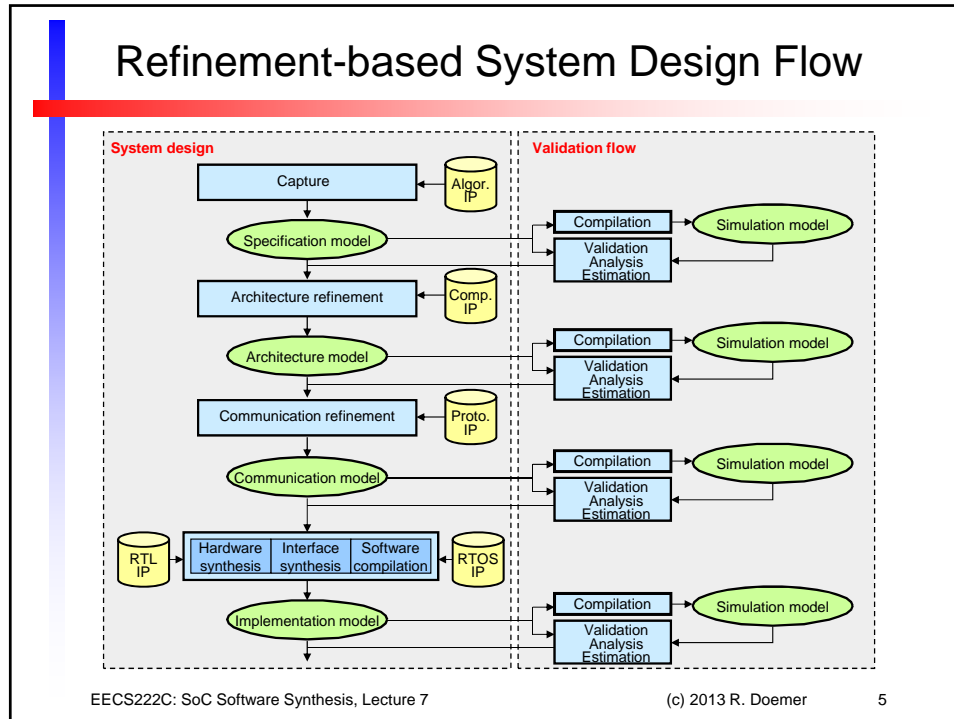 Refinement-based System Design Flow
System design
Validation flow
Capture
Algor.
IP
Specification model
Compilation
Simulation model
Validation
Analysis
Estimation
Architecture refinement
Comp.
IP
Architecture model
Compilation
Simulation model
Validation
Analysis
Estimation
Communication refinement
Proto.
IP
Communication model
Compilation
Simulation model
Validation
Analysis
Estimation
RTL
IP
Hardware
synthesis
Interface
synthesis
Software
compilation
RTOS
IP
Implementation model
Compilation
Simulation model
Validation
Analysis
Estimation
EECS222C: SoC Software Synthesis, Lecture 7
(c) 2013 R. Doemer
5